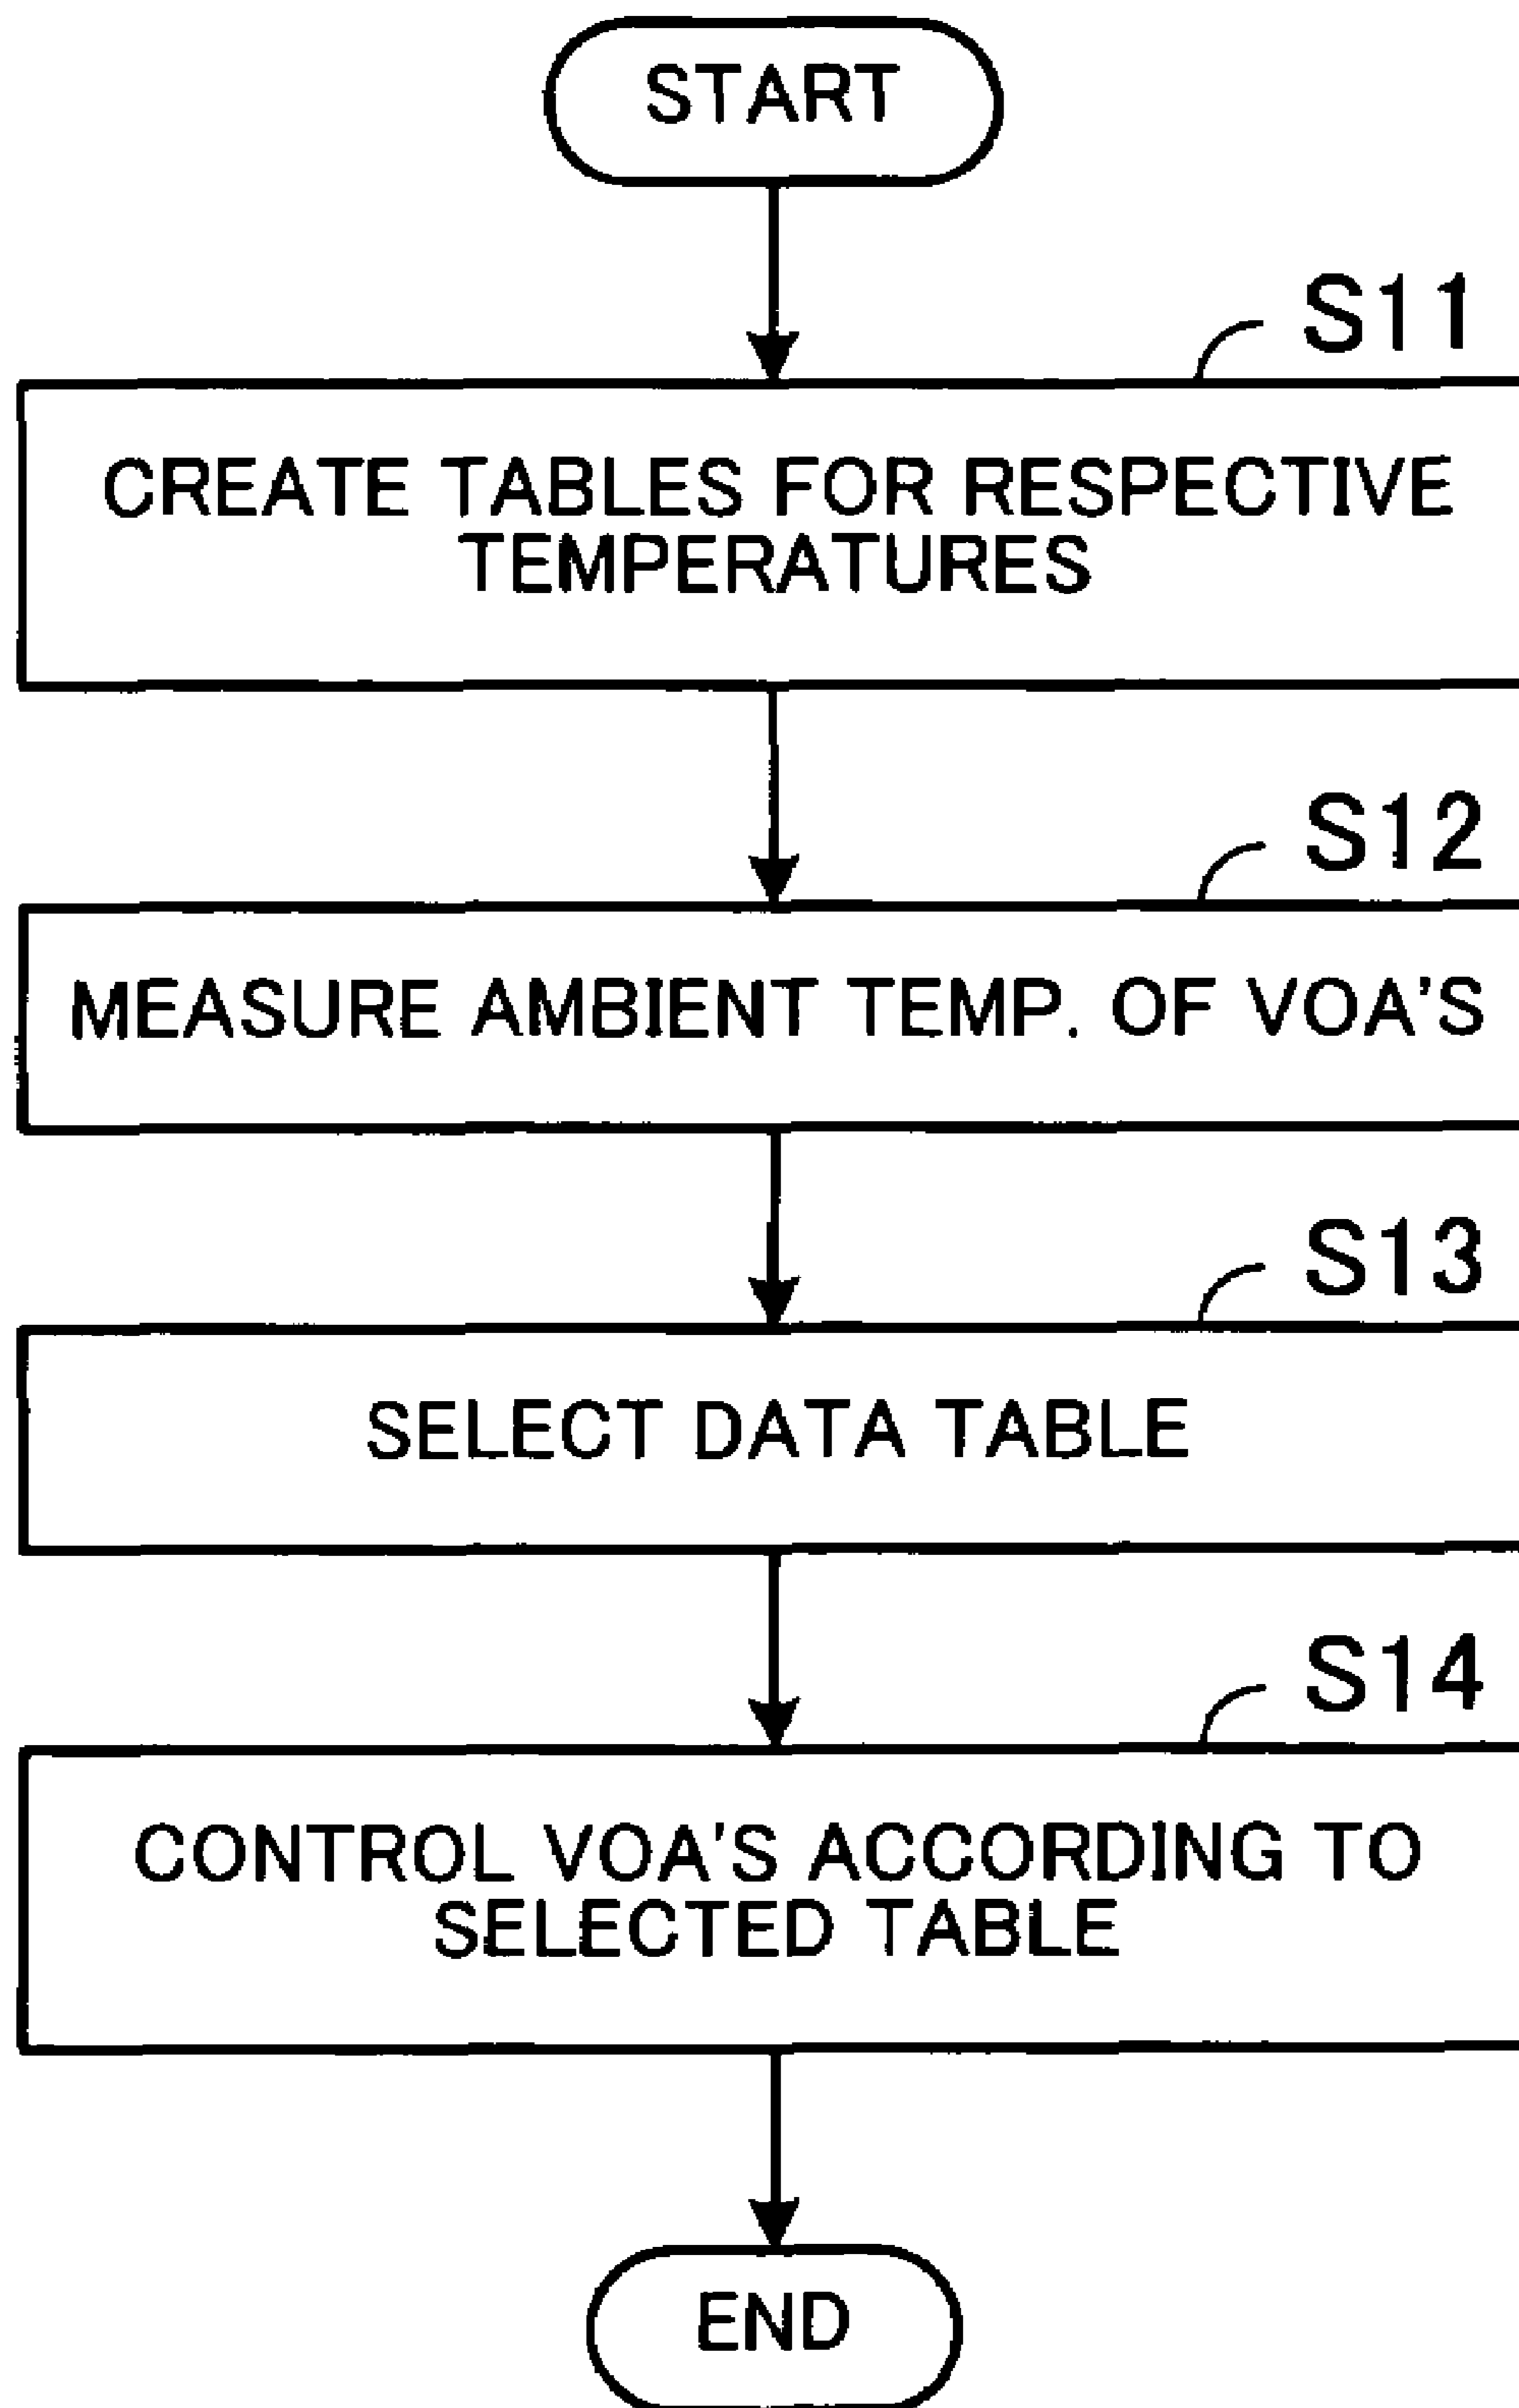 START
S11
CREATE TABLES FOR RESPECTIVE
TEMPERATURES
S12
MEASURE AMBIENT TEMP. OF VOA'S
S13
SELECT DATA TABLE
S14
CONTROL VOA'S ACCORDING TO
SELECTED TABLE
END